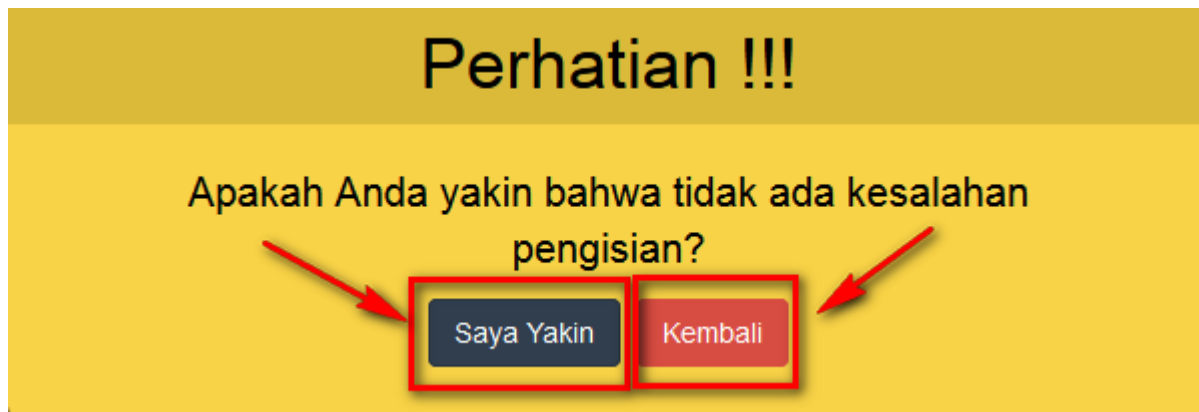 Perhatian !!!
Apakah Anda yakin bahwa tidak ada kesalahan
pengisian?
Saya Yakin
Kembali